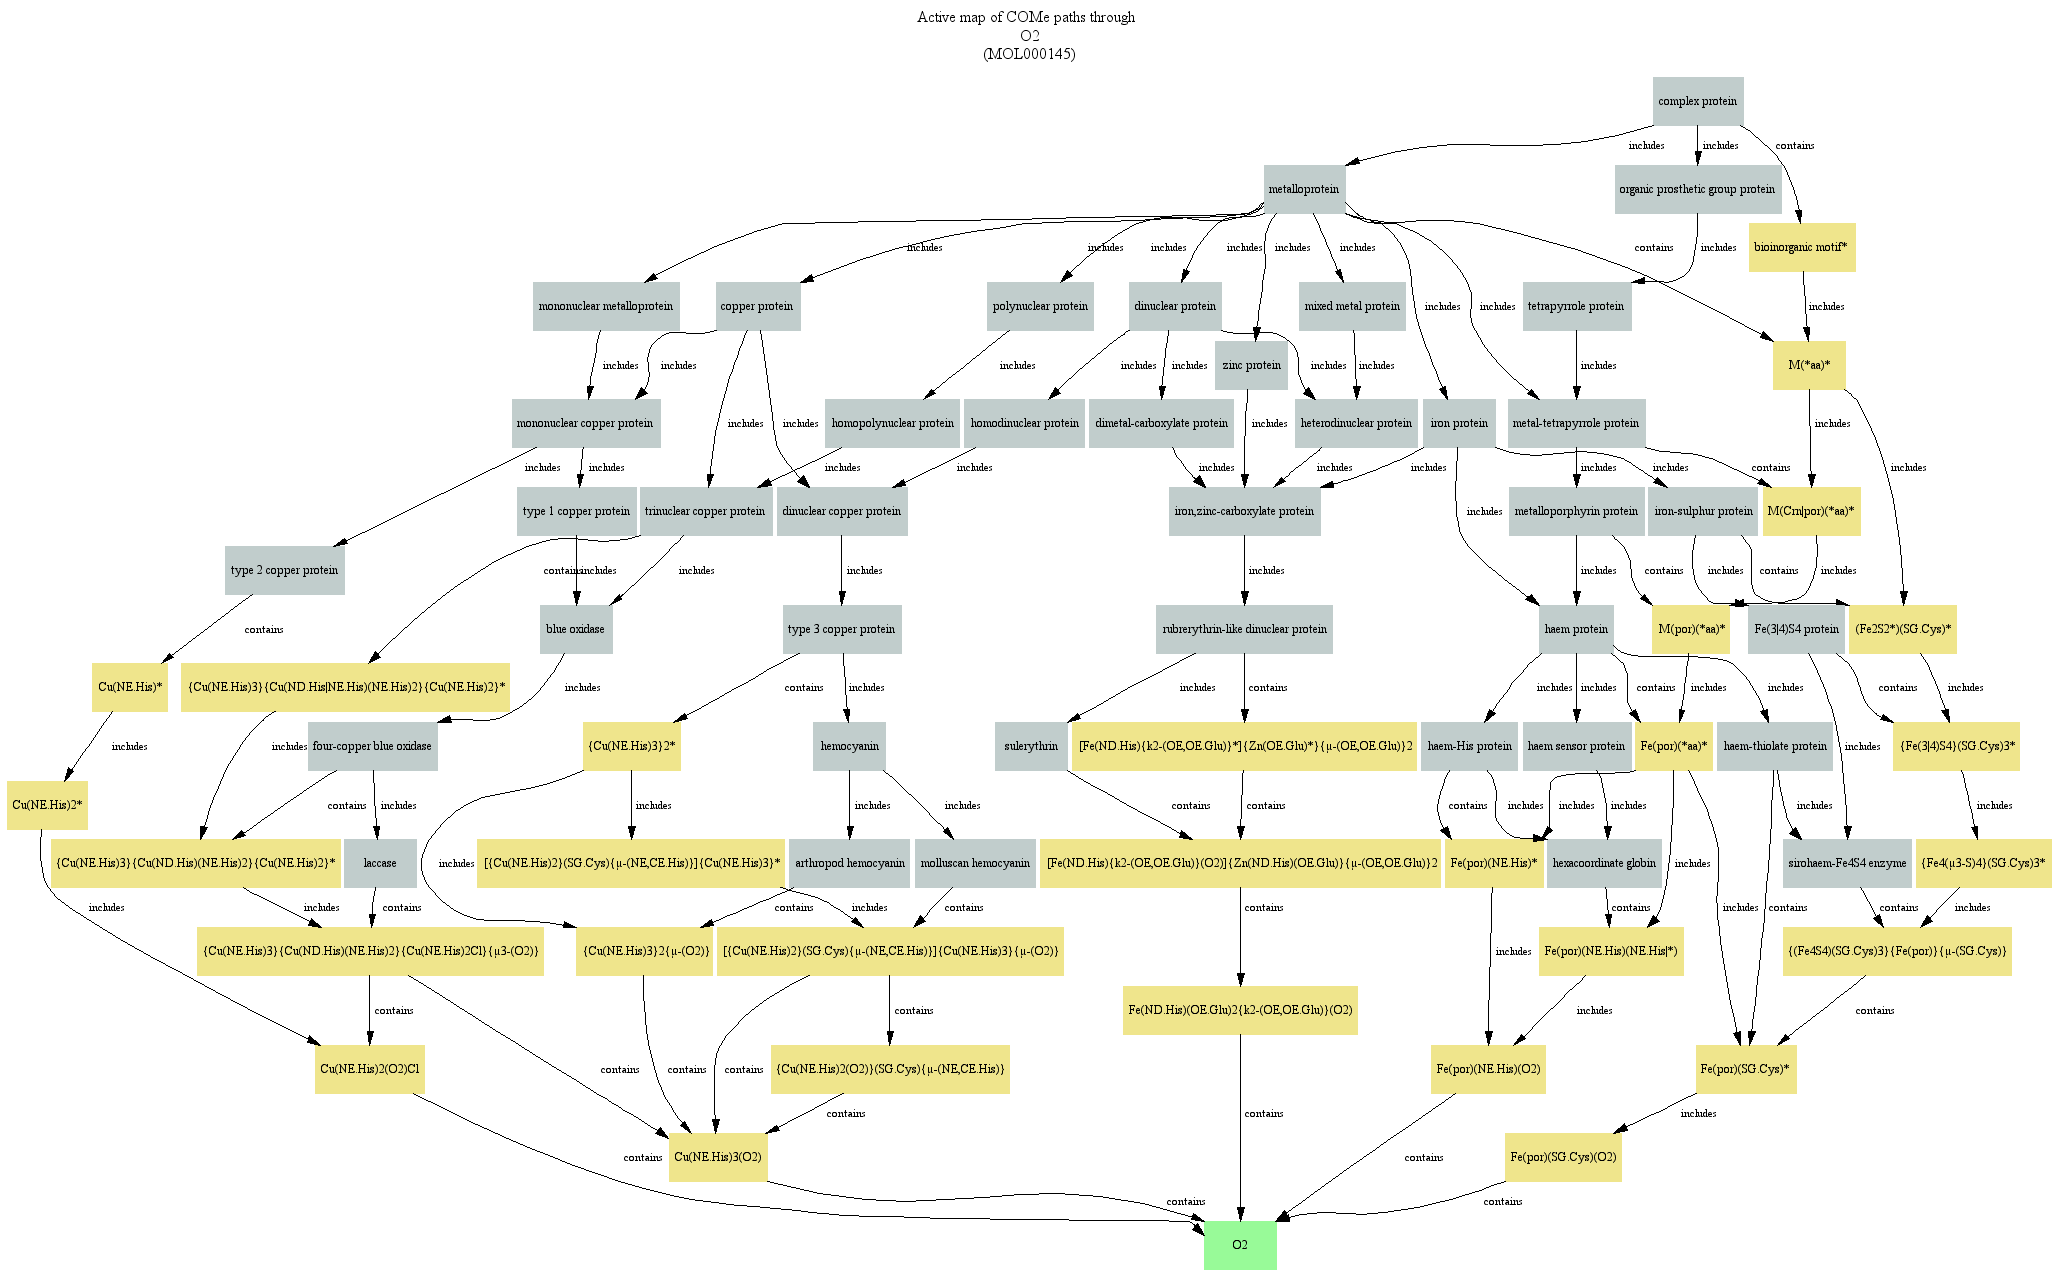 Active map of COMe paths through
O2
(MOL000145)
complex protein
includes
includes
contains
metalloprotein
organic prosthetic group protein
includes
includes
includes
includes
includes
includes
contains
includes
bioinorganic motif*
mononuclear metalloprotein
copper protein
polynuclear protein
dinuclear protein
mixed metal protein
includes
includes
tetrapyrrole protein
includes
includes
includes
includes
includes
includes
includes
zinc protein
includes
includes
M(*aa)*
mononuclear copper protein
includes
includes
homopolynuclear protein
homodinuclear protein
dimetal-carboxylate protein
includes
heterodinuclear protein
iron protein
metal-tetrapyrrole protein
includes
includes
includes
includes
includes
includes
includes
includes
includes
includes
contains
includes
type 1 copper protein
trinuclear copper protein
dinuclear copper protein
iron,zinc-carboxylate protein
includes
metalloporphyrin protein
iron-sulphur protein
M(Crn|por)(*aa)*
type 2 copper protein
contains
includes
includes
includes
includes
includes
contains
includes
contains
includes
contains
blue oxidase
type 3 copper protein
rubrerythrin-like dinuclear protein
haem protein
M(por)(*aa)*
Fe(3|4)S4 protein
(Fe2S2*)(SG.Cys)*
Cu(NE.His)*
{Cu(NE.His)3}{Cu(ND.His|NE.His)(NE.His)2}{Cu(NE.His)2}*
includes
contains
includes
includes
contains
includes
includes
contains
includes
includes
contains
includes
includes
includes
four-copper blue oxidase
{Cu(NE.His)3}2*
hemocyanin
sulerythrin
[Fe(ND.His){k2-(OE,OE.Glu)}*]{Zn(OE.Glu)*}{μ-(OE,OE.Glu)}2
haem-His protein
haem sensor protein
Fe(por)(*aa)*
haem-thiolate protein
includes
{Fe(3|4)S4}(SG.Cys)3*
Cu(NE.His)2*
contains
includes
includes
includes
includes
contains
contains
contains
includes
includes
includes
includes
includes
{Cu(NE.His)3}{Cu(ND.His)(NE.His)2}{Cu(NE.His)2}*
laccase
includes
[{Cu(NE.His)2}(SG.Cys){μ-(NE,CE.His)}]{Cu(NE.His)3}*
arthropod hemocyanin
molluscan hemocyanin
[Fe(ND.His){k2-(OE,OE.Glu)}(O2)]{Zn(ND.His)(OE.Glu)}{μ-(OE,OE.Glu)}2
Fe(por)(NE.His)*
hexacoordinate globin
includes
sirohaem-Fe4S4 enzyme
{Fe4(μ3-S)4}(SG.Cys)3*
includes
includes
contains
contains
includes
contains
contains
contains
includes
contains
contains
includes
{Cu(NE.His)3}{Cu(ND.His)(NE.His)2}{Cu(NE.His)2Cl}{μ3-(O2)}
{Cu(NE.His)3}2{μ-(O2)}
[{Cu(NE.His)2}(SG.Cys){μ-(NE,CE.His)}]{Cu(NE.His)3}{μ-(O2)}
includes
Fe(por)(NE.His)(NE.His|*)
{(Fe4S4)(SG.Cys)3}{Fe(por)}{μ-(SG.Cys)}
contains
contains
Fe(ND.His)(OE.Glu)2{k2-(OE,OE.Glu)}(O2)
includes
contains
Cu(NE.His)2(O2)Cl
contains
contains
contains
{Cu(NE.His)2(O2)}(SG.Cys){μ-(NE,CE.His)}
Fe(por)(NE.His)(O2)
Fe(por)(SG.Cys)*
contains
contains
includes
contains
Cu(NE.His)3(O2)
contains
Fe(por)(SG.Cys)(O2)
contains
contains
O2